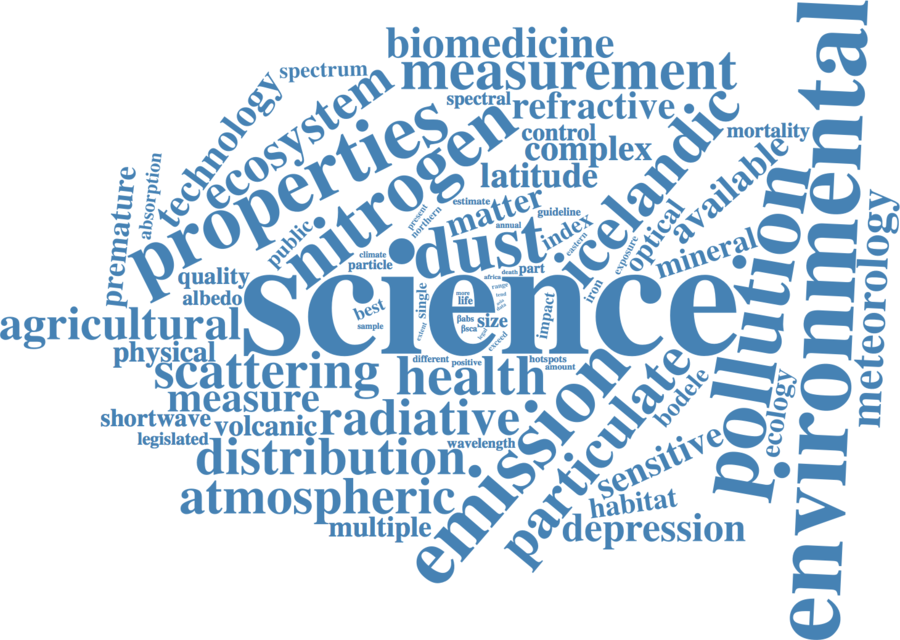 biomedicine
spectrum
measurement
technology
ecosystem
spectral
refractive
properties
nitrogen
control
mortality
complex
icelandic
environmental
premature
absorption
latitude
available
pollution
public
present
northern
estimate
matter
annual
guideline
index
eastern
exposure
optical
mineral
meteorology
climate
particle
dust
quality
albedo
science
africa
death
part
range
iron
best
sample
single
more
life
βabs
βsca
size
exceed
impact
agricultural
physical
different
positive
hotspots
amount
scattering
health
emission
particulate
measure
bodele
ecology
shortwave
volcanic
radiative
legislated
wavelength
distribution
sensitive
atmospheric
habitat
multiple
depression